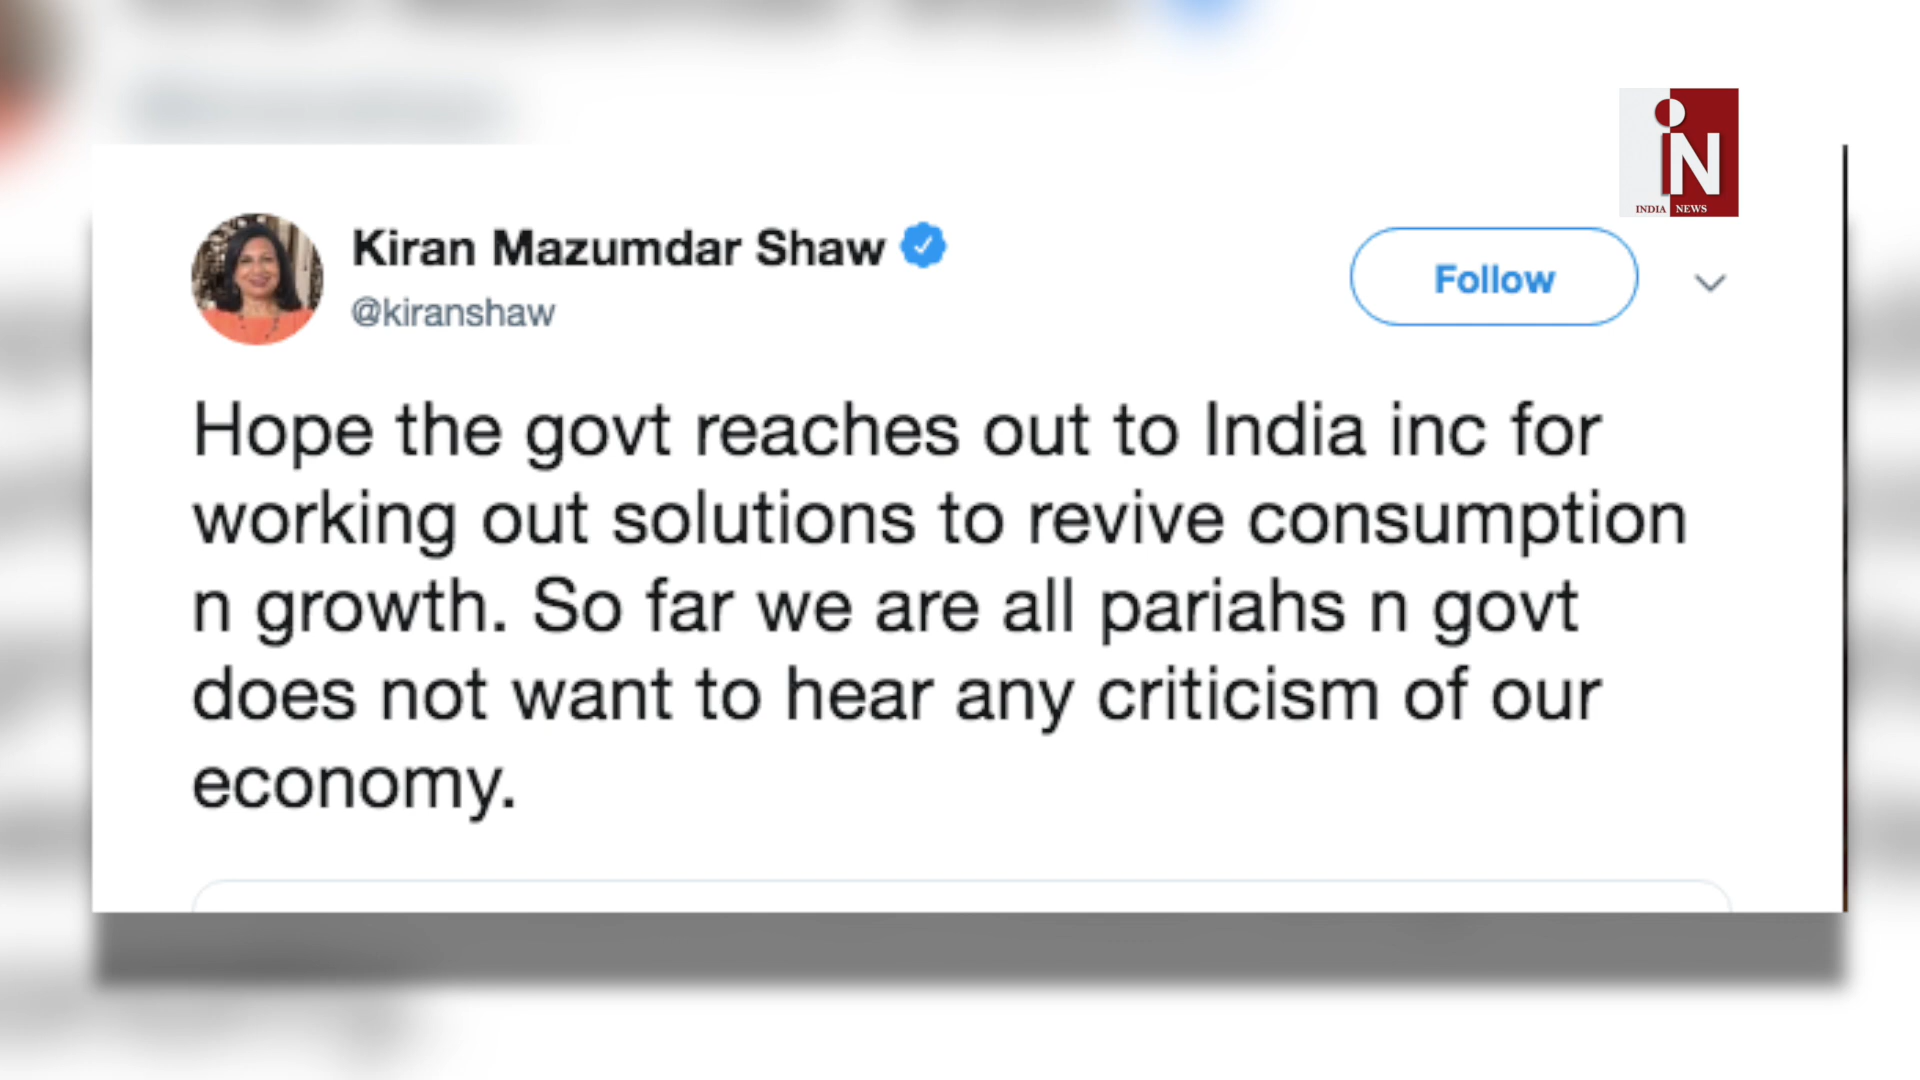 INDIA NEWS
Kiran Mazumdar Shaw
@kiranshaw
Follow
Hope the govt reaches out to India inc for
working out solutions to revive consumption
n growth. So far we are all pariahs n govt
does not want to hear any criticism of our
economy.